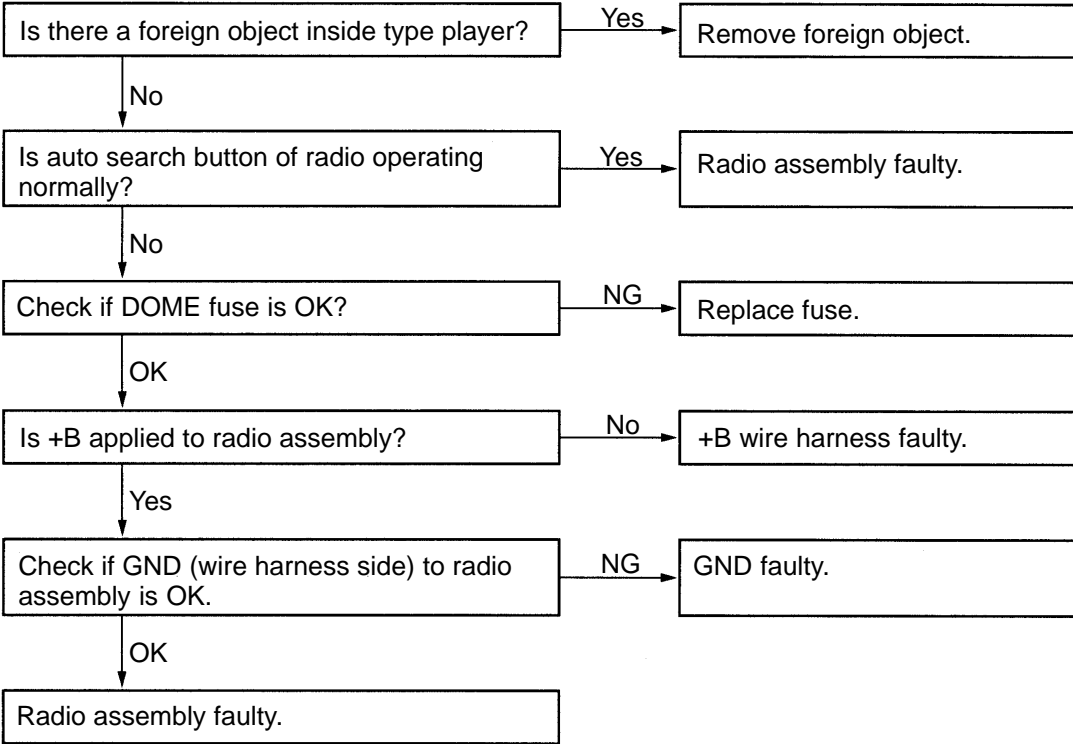 Is there a foreign object inside type player?
Yes
Remove foreign object.
No
Is auto search button of radio operating
normally?
Yes
Radio assembly faulty.
No
Check if DOME fuse is OK?
NG
Replace fuse.
OK
Is +B applied to radio assembly?
No
+B wire harness faulty.
Yes
Check if GND (wire harness side) to radio
assembly is OK.
NG
GND faulty.
OK
Radio assembly faulty.